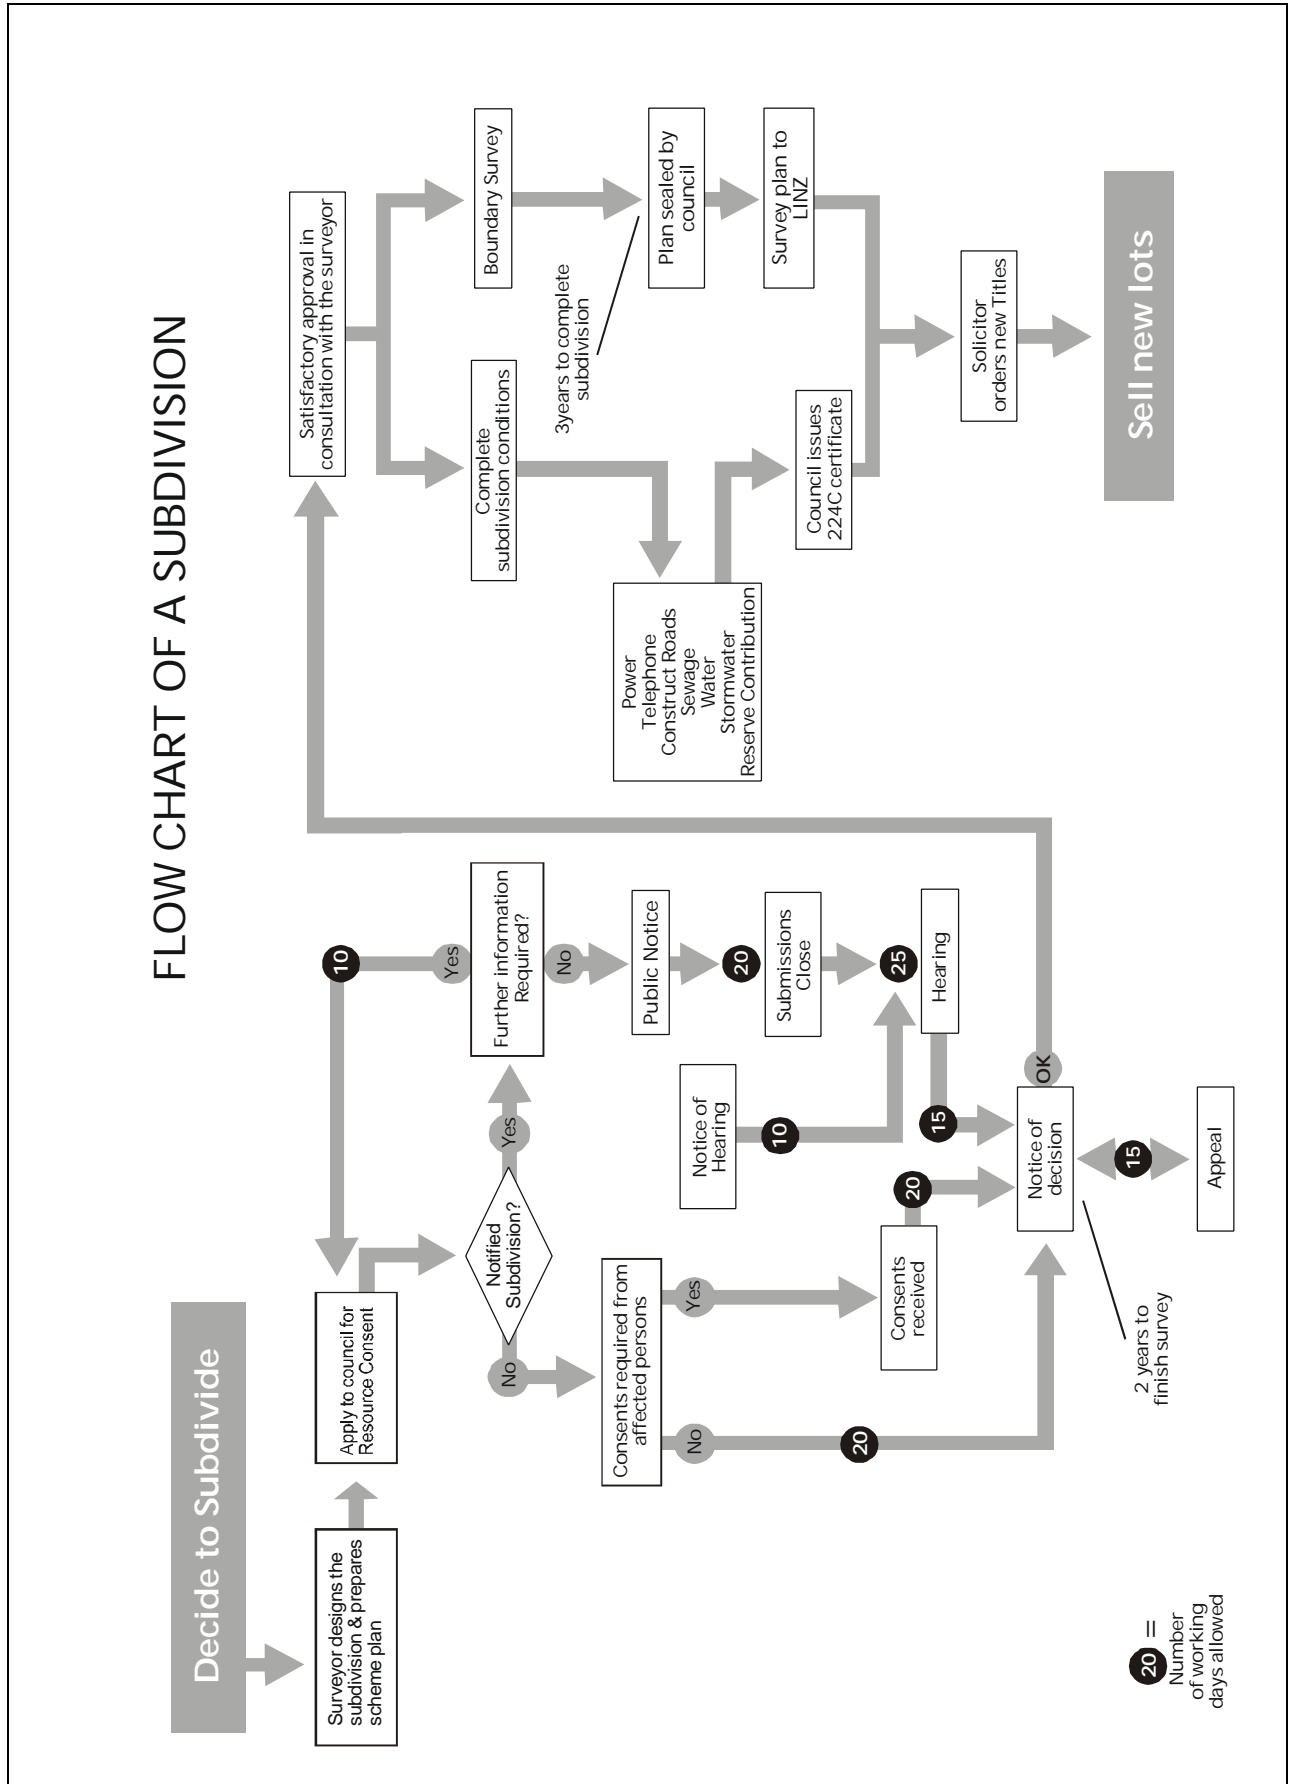 FLOW CHART OF A SUBDIVISION
Decide to Subdivide
Surveyor designs the
subdivision & prepares
scheme plan
Apply to council for
Resource Consent
10
Notified
Subdivision?
Yes
No
Further information
Required?
Yes
No
Public Notice
20
Submissions
Close
25
Notice of
Hearing
10
Hearing
15
Consents required from
affected persons
Yes
No
20
Consents
received
20
Notice of
decision
OK
15
Appeal
2 years to
finish survey
Satisfactory approval in
consultation with the surveyor
Complete
subdivision conditions
Boundary Survey
3years to complete
subdivision
Power
Telephone
Construct Roads
Sewage
Water
Stormwater
Reserve Contribution
Plan sealed by
council
Survey plan to
LINZ
Council issues
224C certificate
Solicitor
orders new Titles
Sell new lots
20 =
Number
of working
days allowed